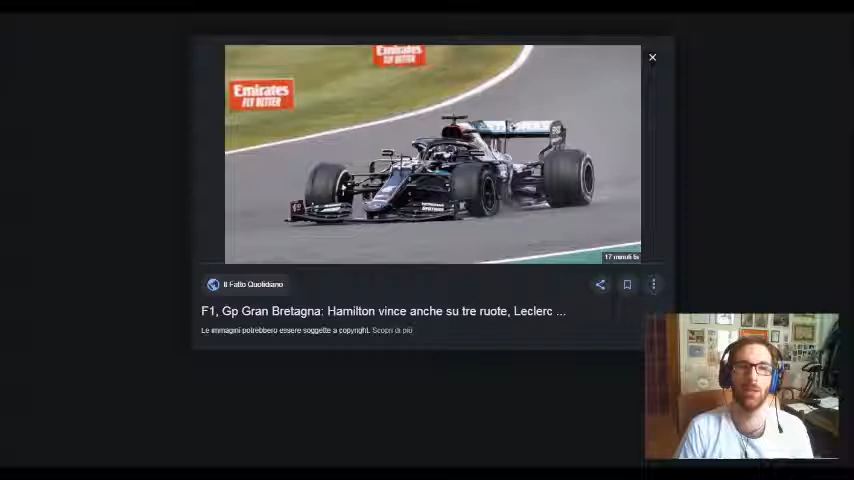 Emirates
FLY BETTER
Emirates
FLY BETTER
17 minuti fa
Il Fatto Quotidiano
F1, Gp Gran Bretagna: Hamilton vince anche su tre ruote, Leclerc ...
Le immagini potrebbero essere soggette a copyright. Scopri di più